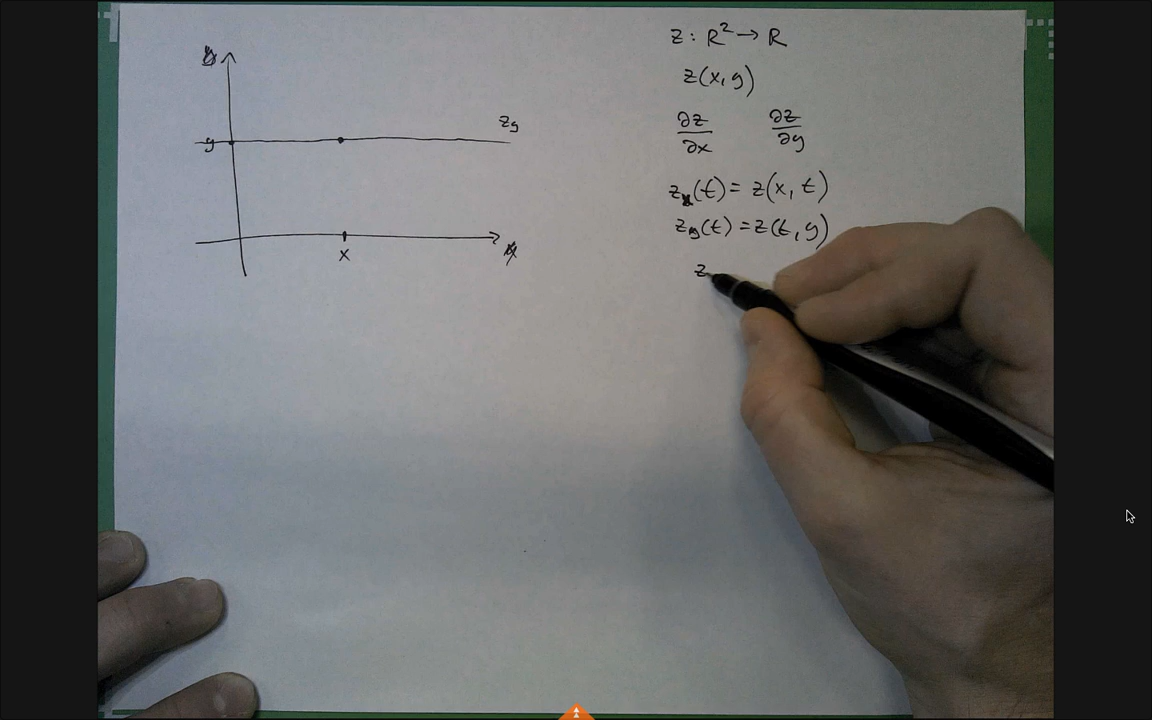 z : R² → R
z(x, y)
∂z/∂x ∂z/∂y
z_x(t) = z(x, t)
z_y(t) = z(t, y)
z
z_y
y
x